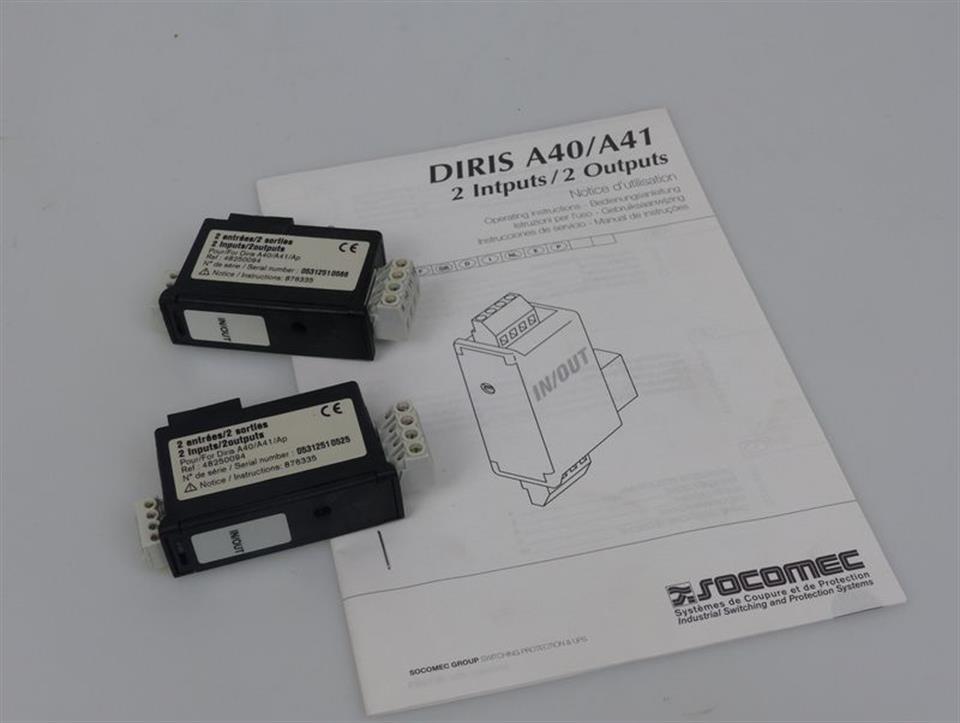 DIRIS A40/A41
2 Intputs/2 Outputs
Notice d'utilisation
Operating instructions - Bedienungsanleitung
Istruzioni per l'uso - Gebruiksaanwijzing
Instrucciones de servicio - Manual de instruções
F GB D I NL E P
IN/OUT
SOCOMEC
Systèmes de Coupure et de Protection
Industrial Switching and Protection Systems
SOCOMEC GROUP SWITCHING PROTECTION & UPS
2 entrées/2 sorties
2 Inputs/2outputs
Pour/For Diris A40/A41/Ap
Ref : 48250094
N° de série / Serial number : 05312510566
Notice / Instructions: 876335
CE
IN/OUT
2 entrées/2 sorties
2 Inputs/2outputs
Pour/For Diris A40/A41/Ap
Ref : 48250094
N° de série / Serial number : 05312510525
Notice / Instructions: 876335
CE
IN/OUT